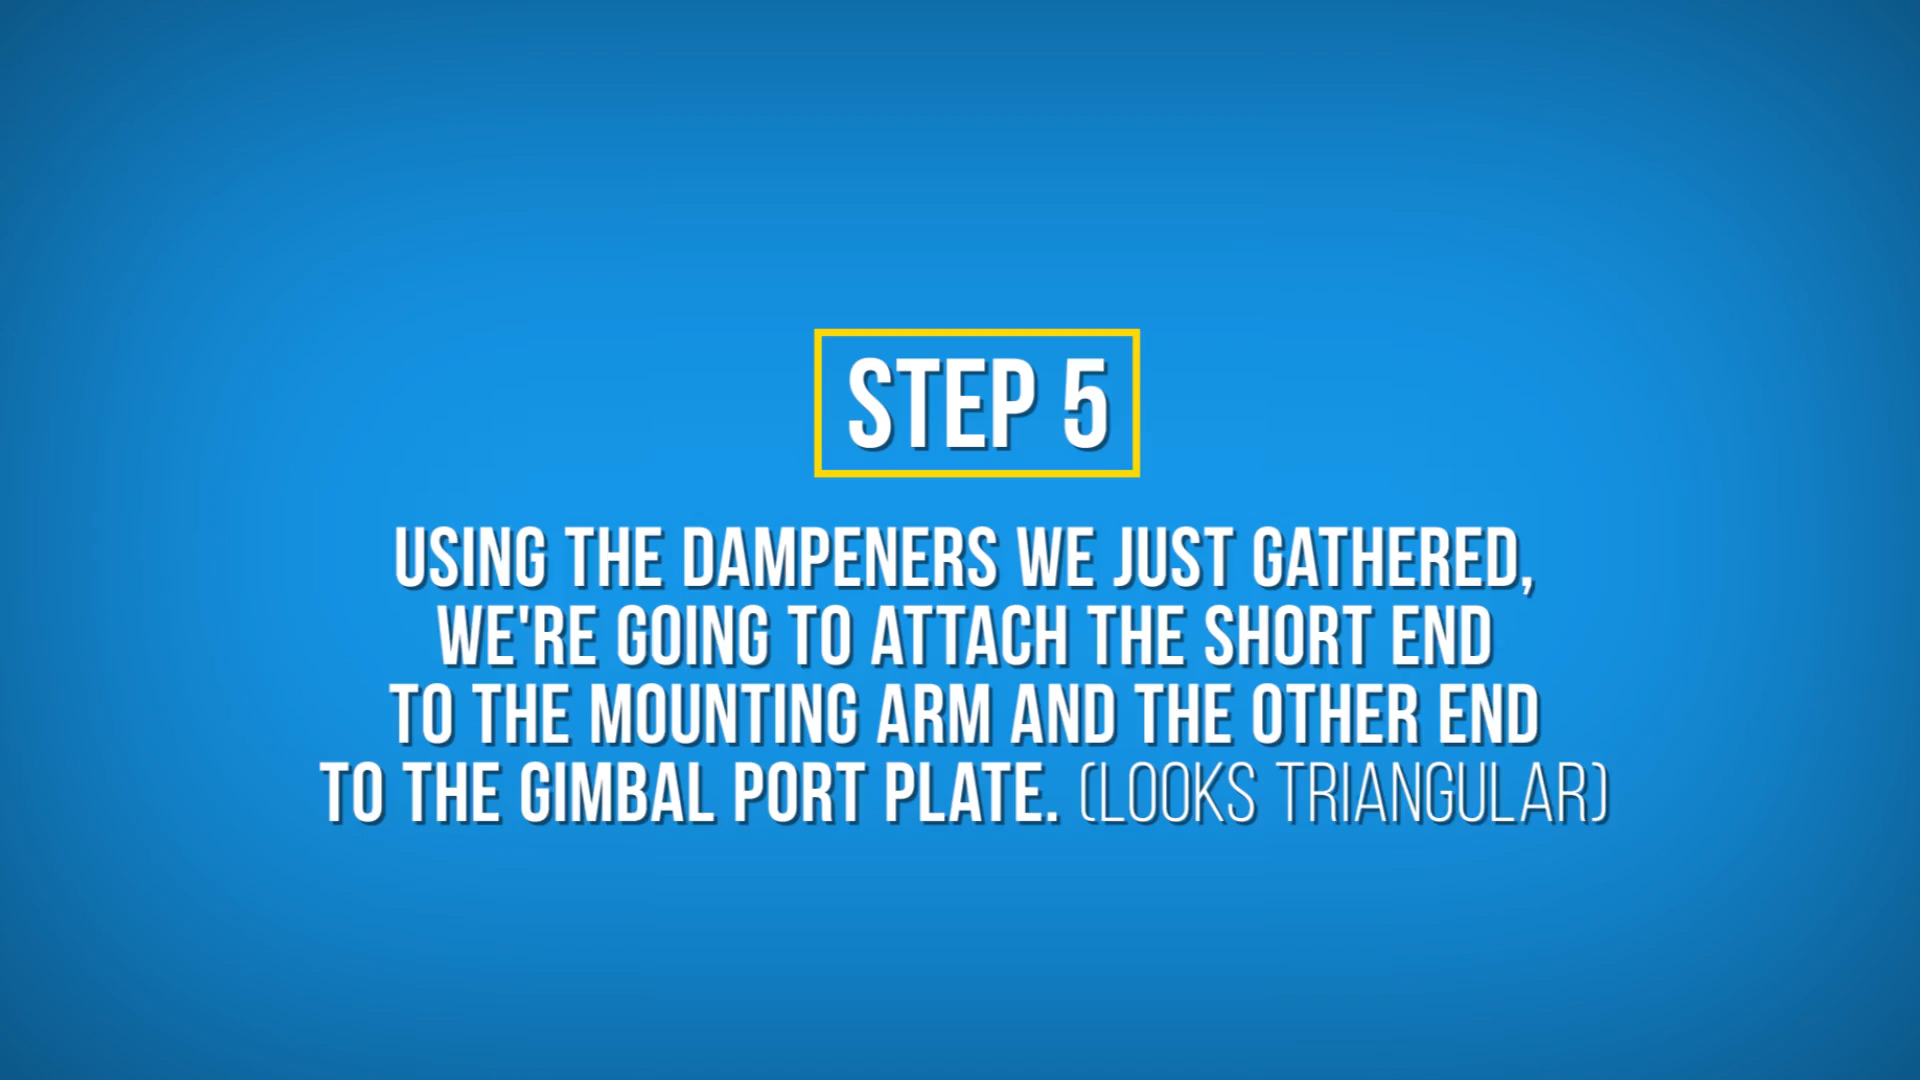 STEP 5
USING THE DAMPENERS WE JUST GATHERED,
WE'RE GOING TO ATTACH THE SHORT END
TO THE MOUNTING ARM AND THE OTHER END
TO THE GIMBAL PORT PLATE. (LOOKS TRIANGULAR)